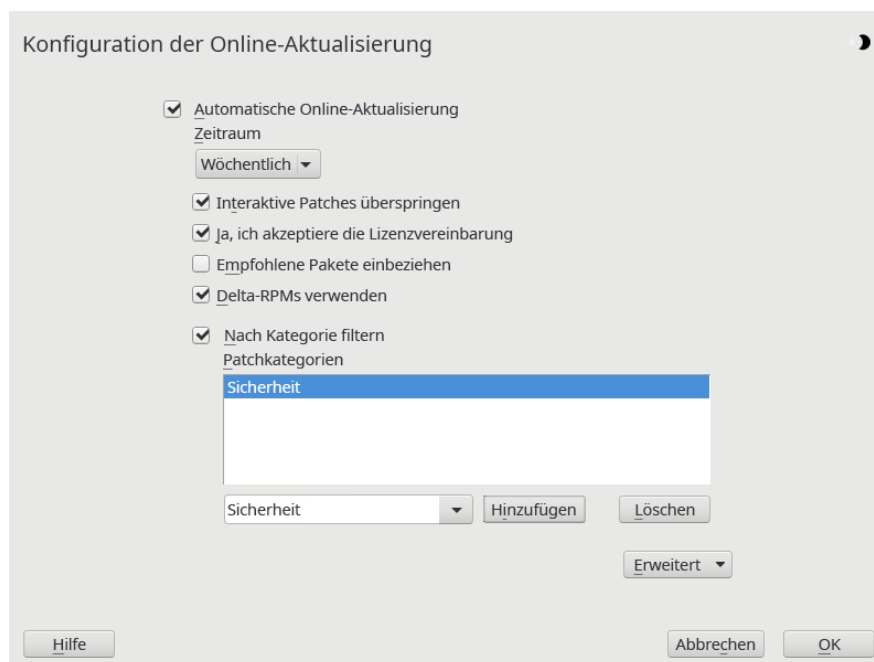 Konfiguration der Online-Aktualisierung
Automatische Online-Aktualisierung
Zeitraum
Wöchentlich
Interaktive Patches überspringen
Ja, ich akzeptiere die Lizenzvereinbarung
Empfohlene Pakete einbeziehen
Delta-RPMs verwenden
Nach Kategorie filtern
Patchkategorien
Sicherheit
Sicherheit Hinzufügen Löschen
Erweitert
Hilfe Abbrechen OK